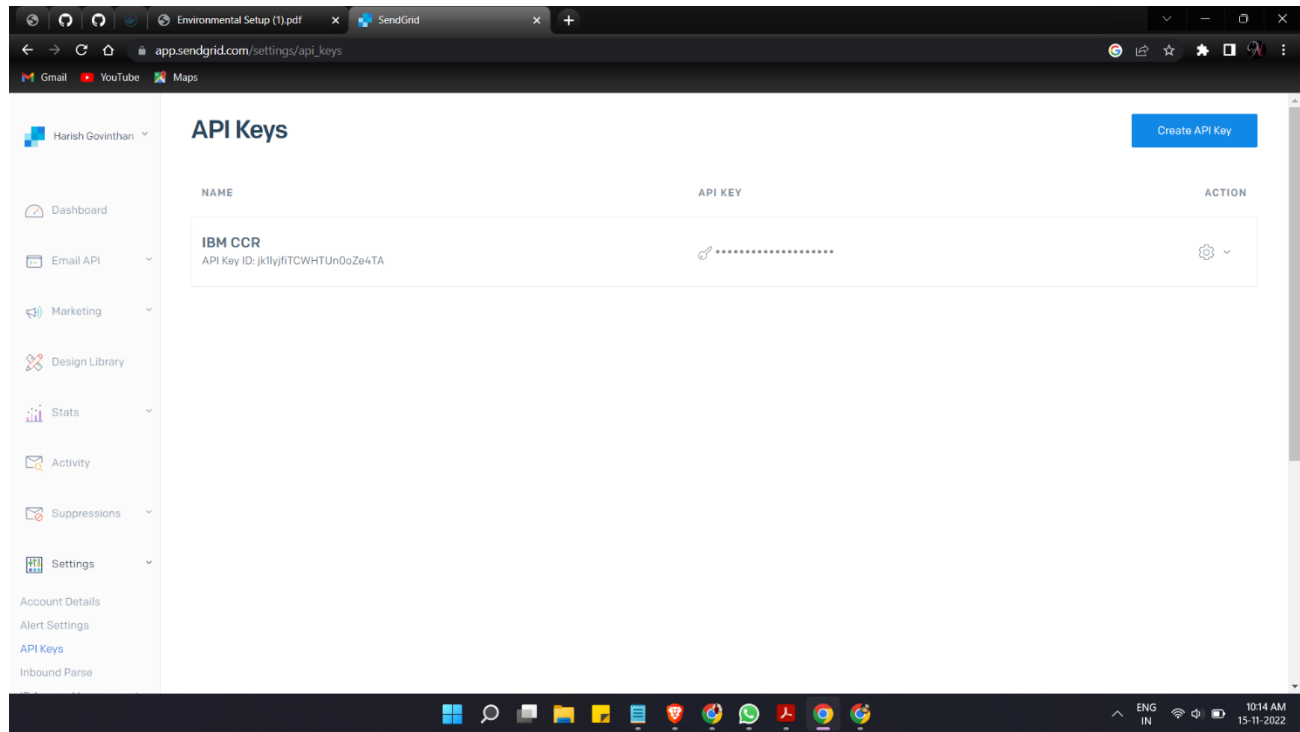 Environmental Setup (1).pdf
SendGrid
app.sendgrid.com/settings/api_keys
Gmail
YouTube
Maps
Harish Govinthan
API Keys
Create API Key
NAME
API KEY
ACTION
Dashboard
IBM CCR
API Key ID: jk1lyjfiTCWHTUn0oZe4TA
Email API
Marketing
Design Library
Stats
Activity
Suppressions
Settings
Account Details
Alert Settings
API Keys
Inbound Parse
ENG
IN
10:14 AM
15-11-2022